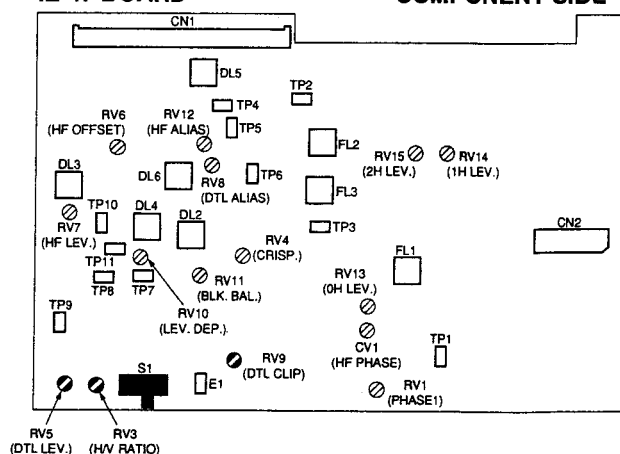 BOARD
COMPONENT SIDE
CN1
DL5
TP2
TP4
RV6
(HF OFFSET)
RV12
(HF ALIAS)
TP5
FL2
RV15
(2H LEV.)
RV14
(1H LEV.)
DL3
DL6
RV8
(DTL ALIAS)
TP6
FL3
TP10
DL4
DL2
RV7
(HF LEV.)
TP3
CN2
RV4
(CRISP.)
FL1
TP11
TP8
TP7
RV11
(BLK. BAL.)
RV13
(0H LEV.)
TP9
RV10
(LEV. DEP.)
CV1
(HF PHASE)
TP1
S1
E1
RV9
(DTL CLIP)
RV1
(PHASE1)
RV5
(DTL LEV.)
RV3
(H/V RATIO)